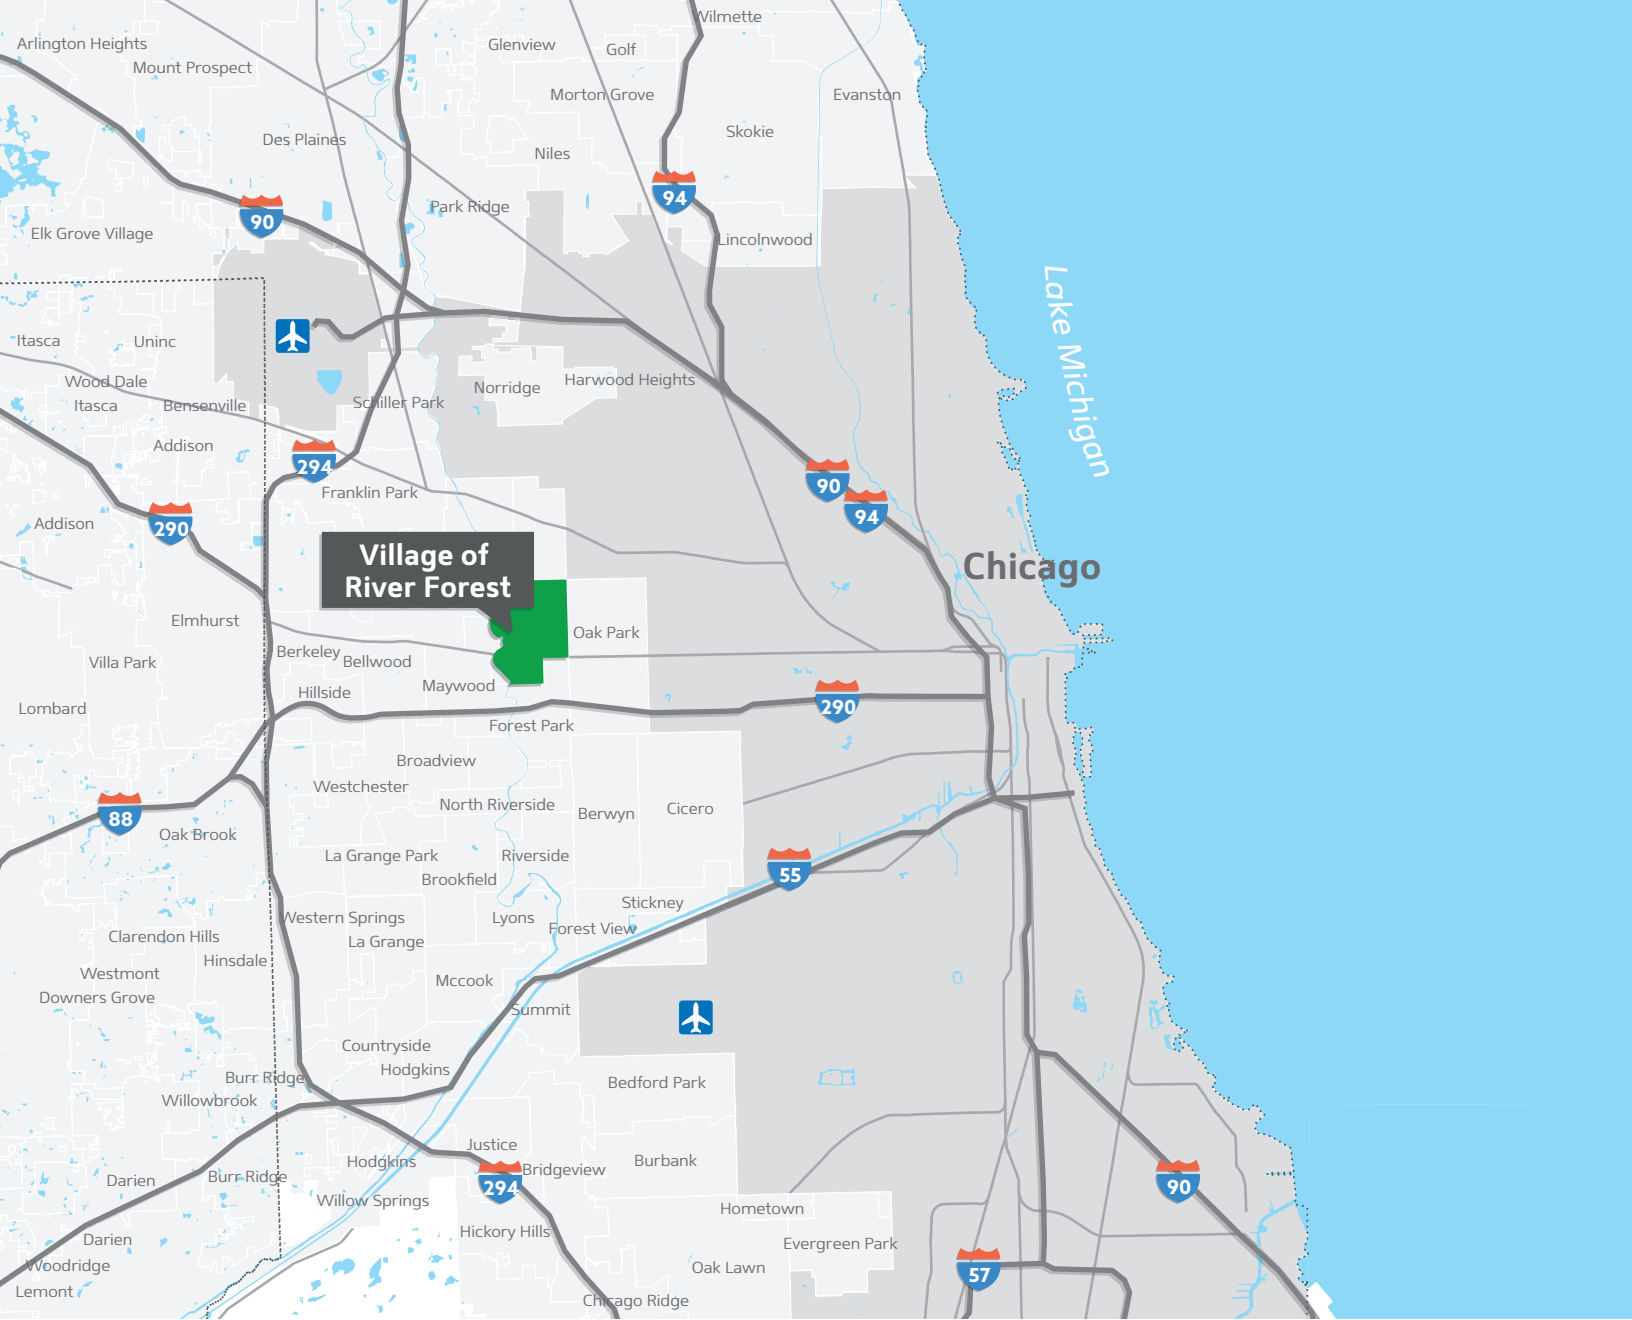 Wilmette
Arlington Heights
Glenview
Golf
Mount Prospect
Morton Grove
Evanston
Skokie
Des Plaines
Niles
94
Park Ridge
90
Elk Grove Village
Lincolnwood
Lake Michigan
Itasca
Uninc
Wood Dale
Norridge
Harwood Heights
Itasca
Bensenville
Schiller Park
Addison
294
90
Franklin Park
94
Addison
290
Village of
River Forest
Chicago
Elmhurst
Oak Park
Berkeley
Bellwood
Villa Park
Maywood
Hillside
Lombard
290
Forest Park
Broadview
Westchester
North Riverside
Berwyn
Cicero
88
Oak Brook
La Grange Park
Riverside
55
Brookfield
Stickney
Western Springs
Lyons
Forest View
Clarendon Hills
La Grange
Hinsdale
Westmont
Mccook
Downers Grove
Summit
Countryside
Hodgkins
Burr Ridge
Bedford Park
Willowbrook
Justice
Hodgkins
Bridgeview
Burbank
Darien
Burr Ridge
294
90
Willow Springs
Hometown
Hickory Hills
Darien
Evergreen Park
Woodridge
Oak Lawn
57
Lemont
Chicago Ridge